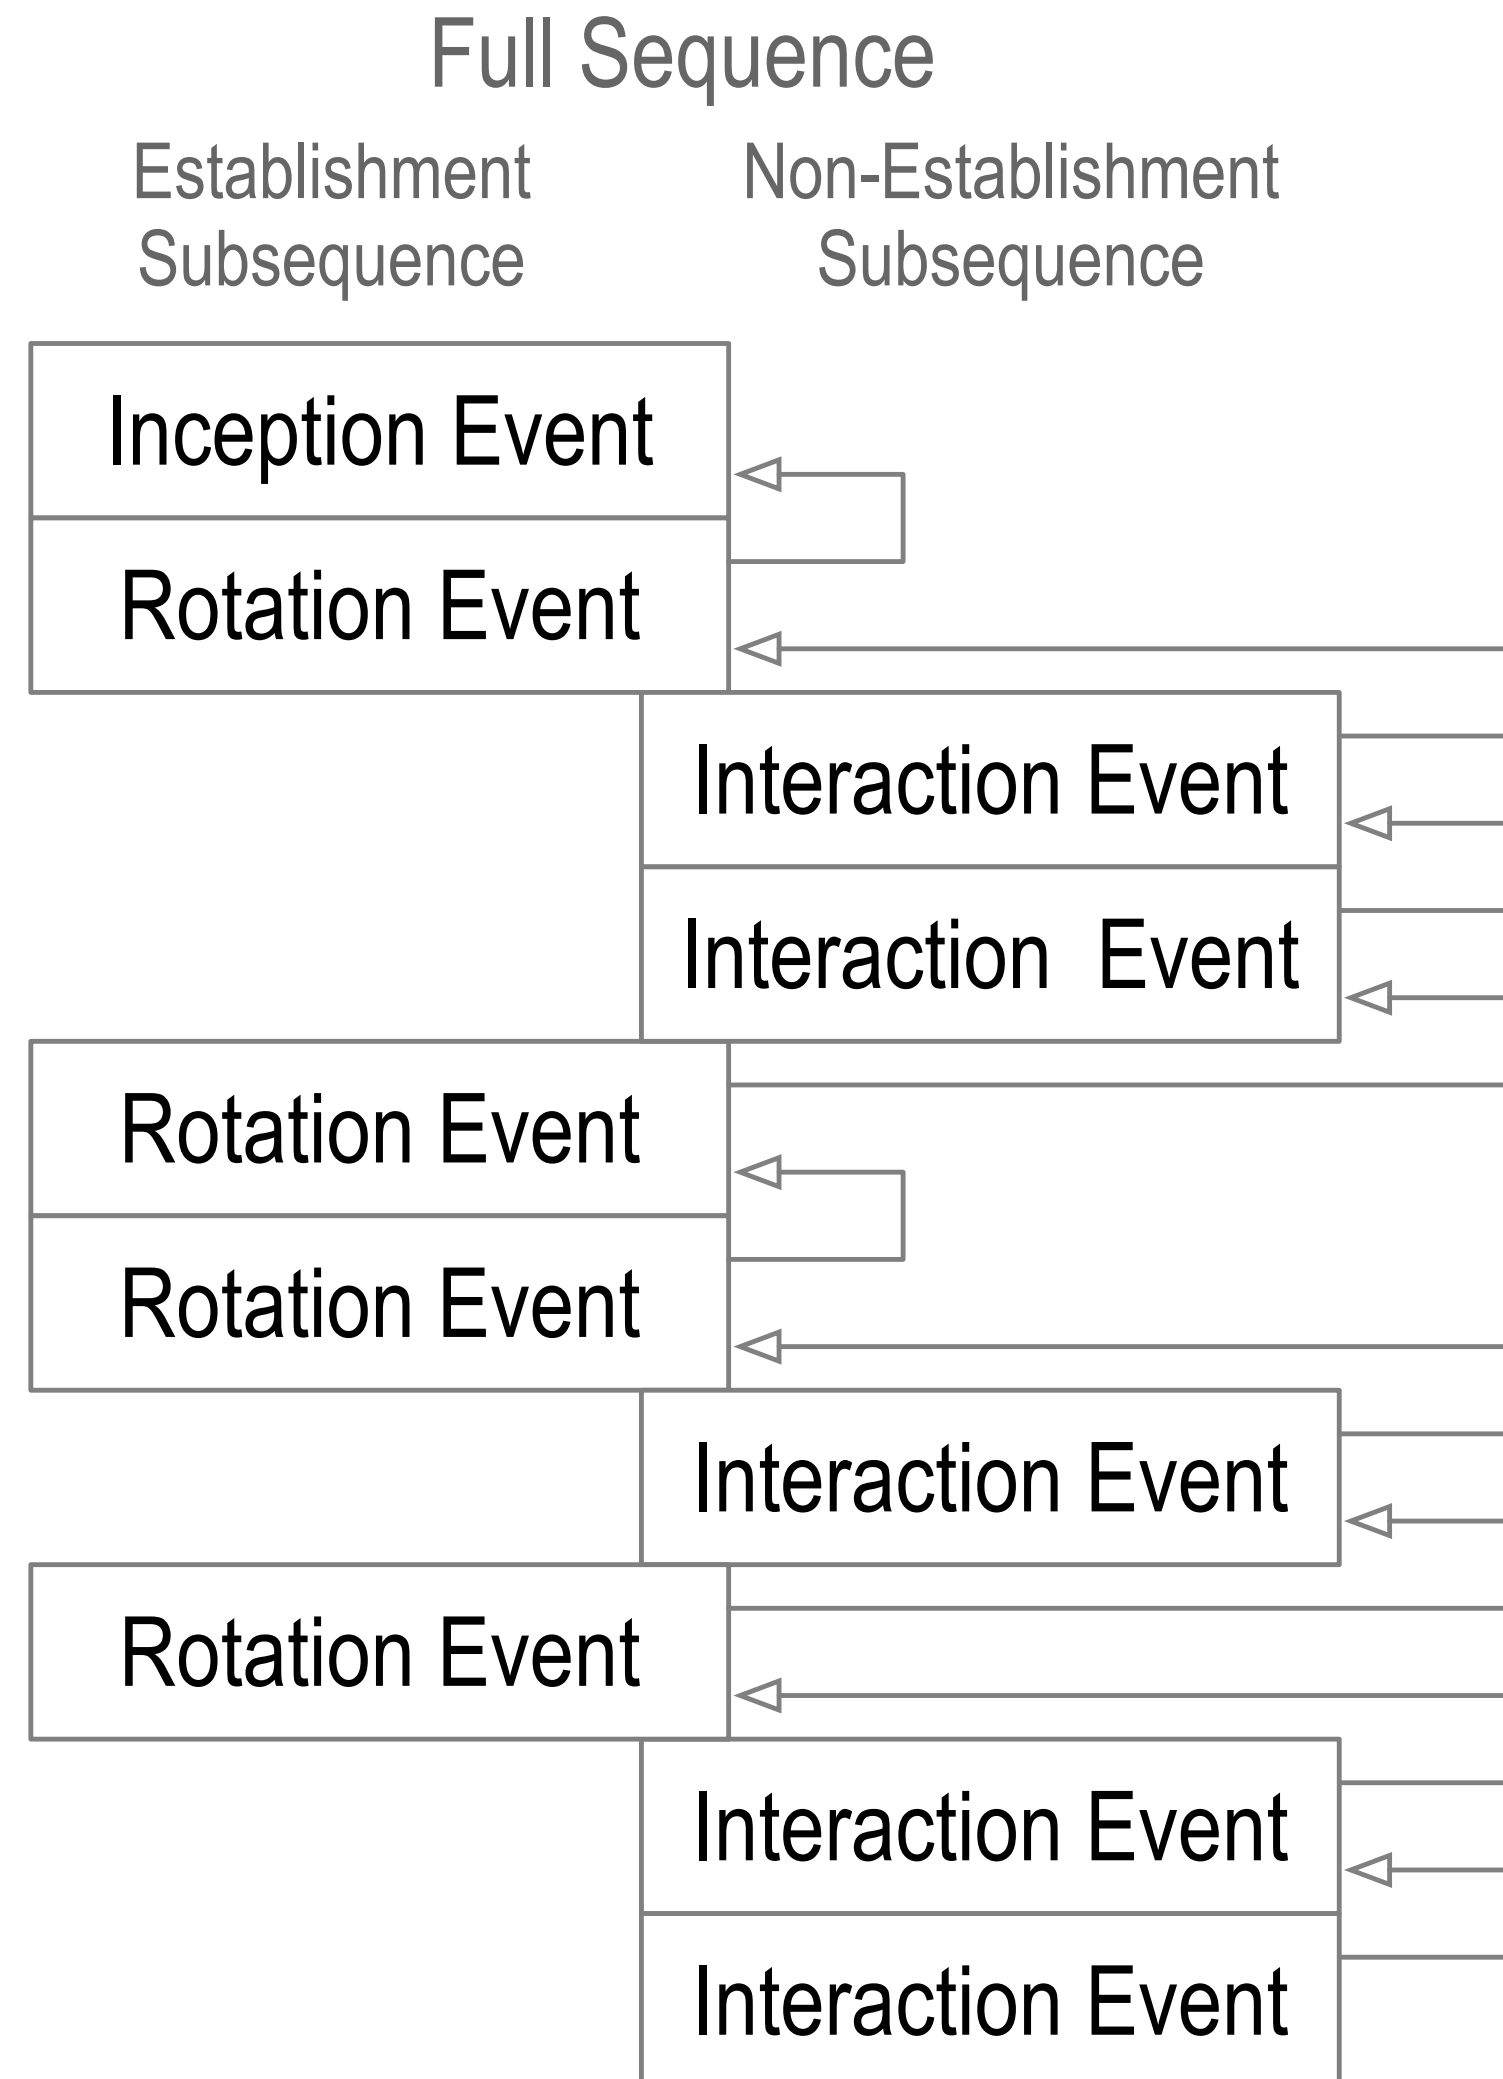 Full Sequence
Establishment
Subsequence
Non-Establishment
Subsequence
Inception Event
Rotation Event
Interaction Event
Interaction  Event
Rotation Event
Rotation Event
Interaction Event
Rotation Event
Interaction Event
Interaction Event